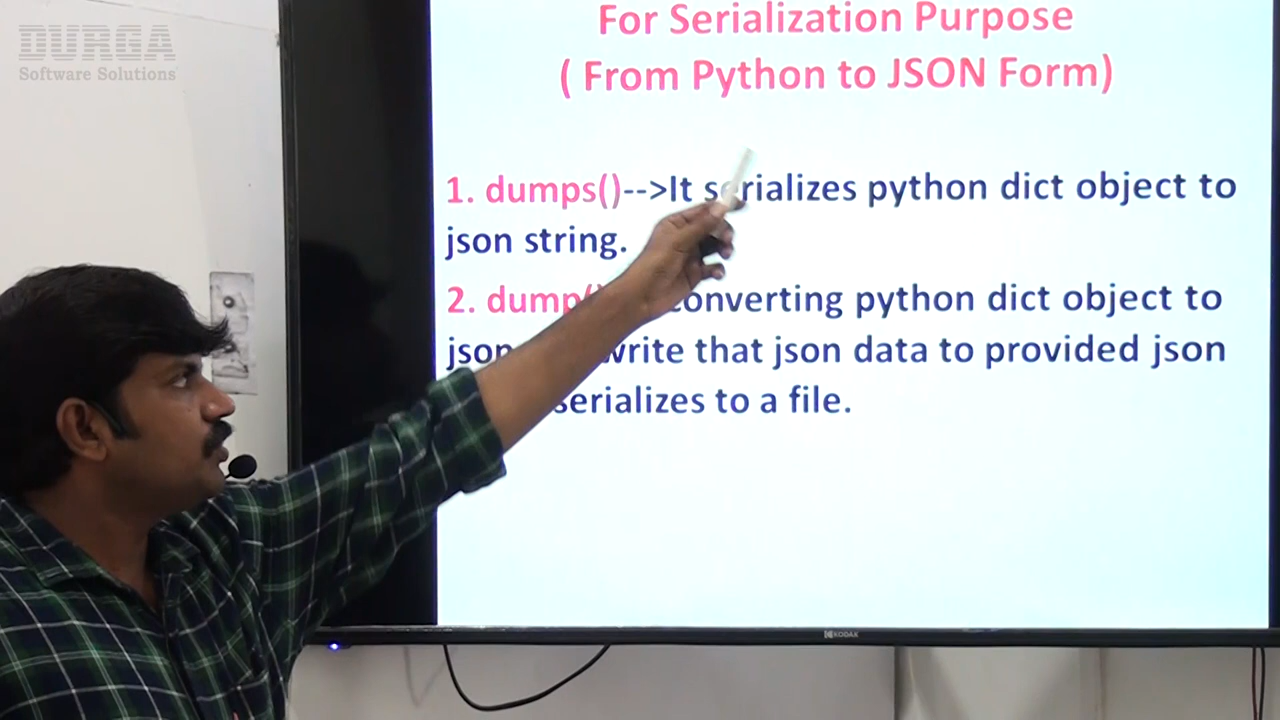 DURGA
Software Solutions
For Serialization Purpose
( From Python to JSON Form)
1. dumps()-->It serializes python dict object to
json string.
2. dump( converting python dict object to
json write that json data to provided json
serializes to a file.
KODAK